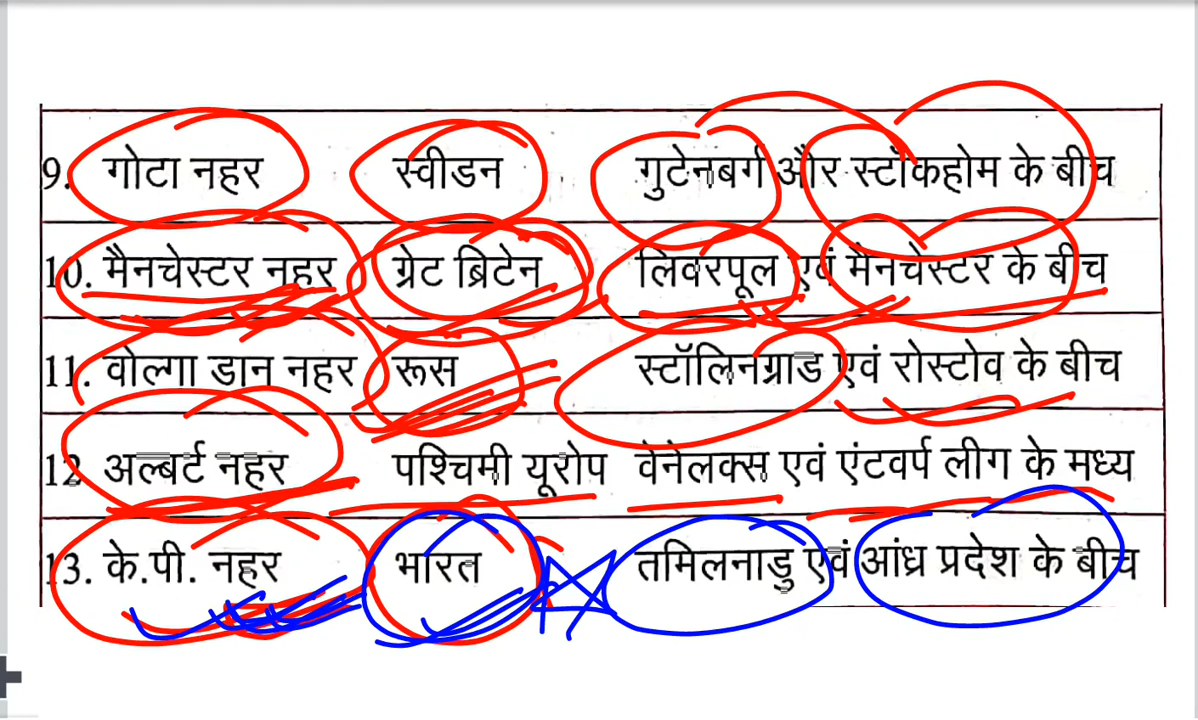 9. गोटा नहर स्वीडन गुटेनबर्ग और स्टॉकहोम के बीच
10. मैनचेस्टर नहर ग्रेट ब्रिटेन लिवरपूल एवं मैनचेस्टर के बीच
11. वोल्गा डान नहर रूस स्टॉलिनग्राड एवं रोस्टोव के बीच
12 अल्बर्ट नहर पश्चिमी यूरोप वेनेलक्स एवं एंटवर्प लीग के मध्य
13. के.पी. नहर भारत तमिलनाडु एवं आंध्र प्रदेश के बीच